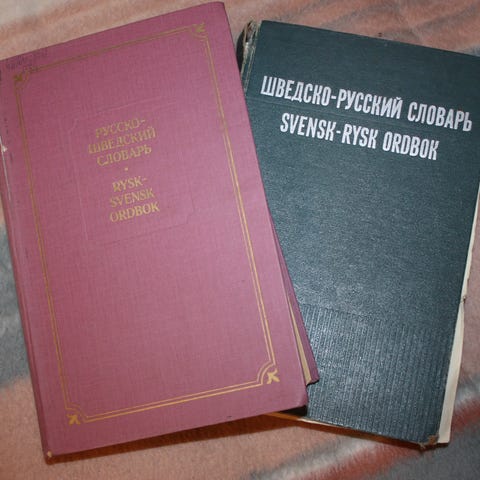 РУССКО-
ШВЕДСКИЙ
СЛОВАРЬ
RYSK-
SVENSK
ORDBOK
ШВЕДСКО-РУССКИЙ СЛОВАРЬ
SVENSK-RYSK ORDBOK